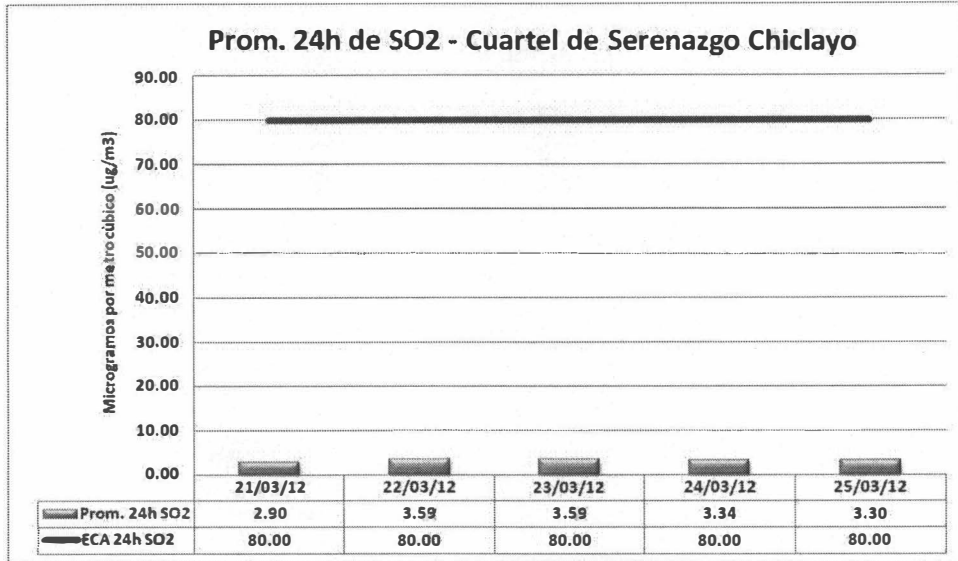 Prom. 24h de SO2 - Cuartel de Serenazgo Chiclayo
Microgramos por metro cúbico (ug/m3)
90.00
80.00
70.00
60.00
50.00
40.00
30.00
20.00
10.00
0.00
21/03/12 22/03/12 23/03/12 24/03/12 25/03/12
Prom. 24h SO2 2.90 3.59 3.59 3.34 3.30
ECA 24h SO2 80.00 80.00 80.00 80.00 80.00